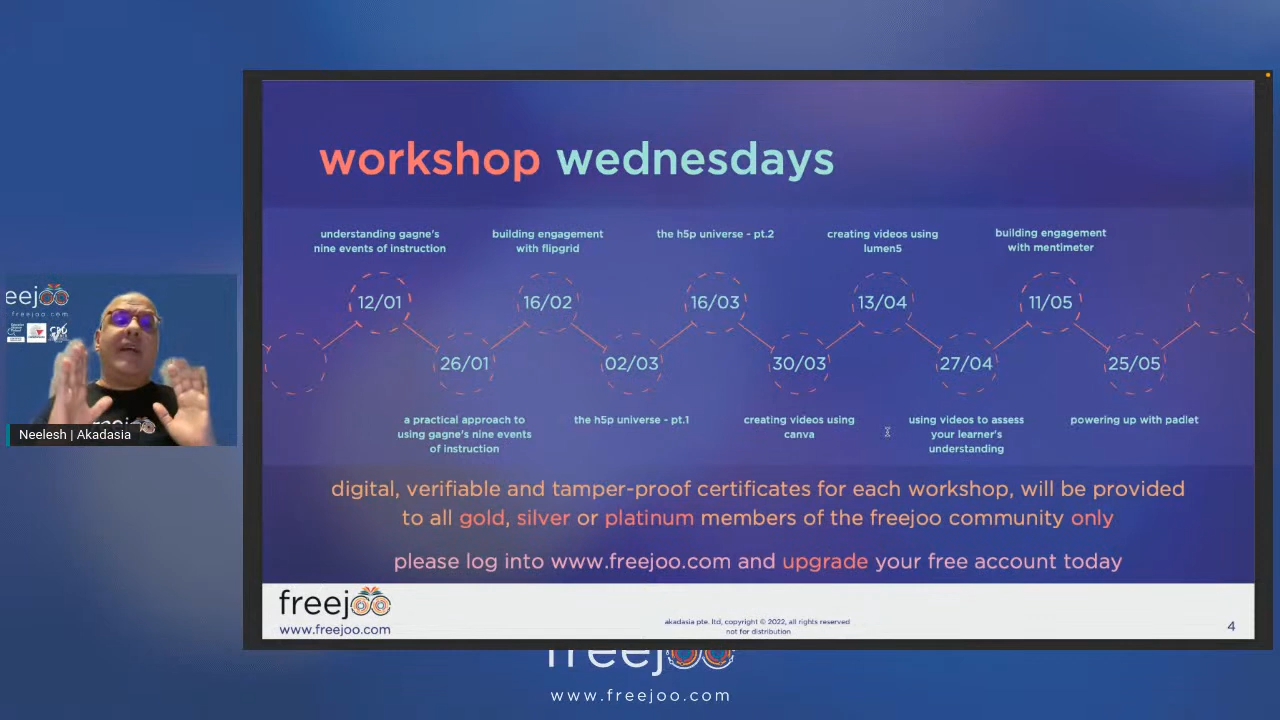 workshop wednesdays
understanding gagne's
nine events of instruction
building engagement
with flipgrid
the h5p universe - pt.2
creating videos using
lumen5
building engagement
with mentimeter
12/01
16/02
16/03
13/04
11/05
26/01
02/03
30/03
27/04
25/05
a practical approach to
using gagne's nine events
of instruction
the h5p universe - pt.1
creating videos using
canva
using videos to assess
your learner's
understanding
powering up with padlet
digital, verifiable and tamper-proof certificates for each workshop, will be provided
to all gold, silver or platinum members of the freejoo community only
please log into www.freejoo.com and upgrade your free account today
freejoo
www.freejoo.com
akadasia pte. ltd, copyright © 2022, all rights reserved
not for distribution
4
eejoo
.freejoo.com
Neelesh | Akadasia
freejoo
www.freejoo.com